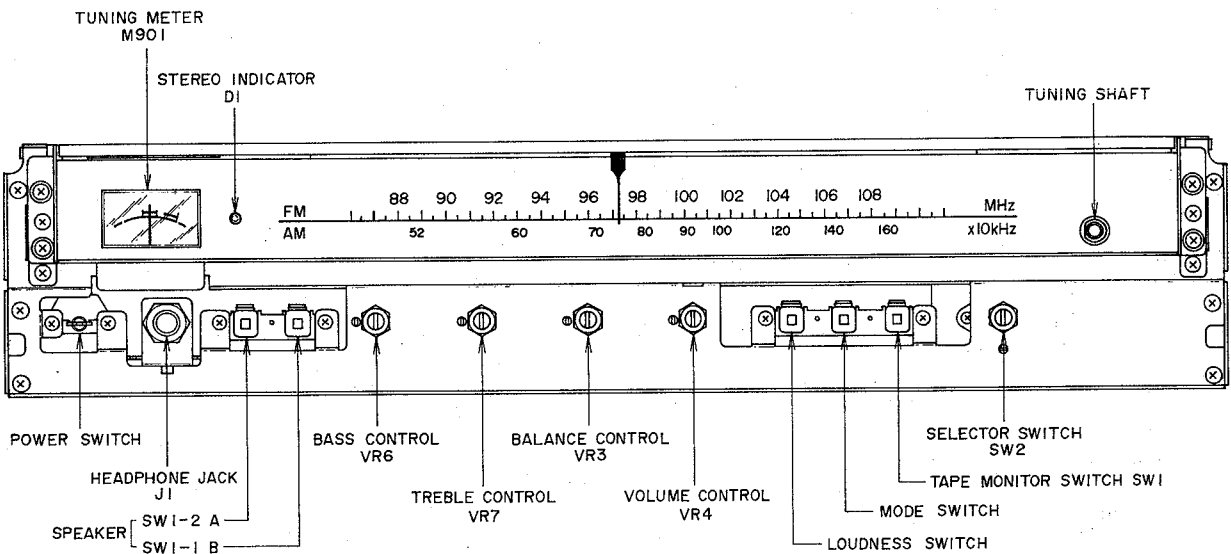 TUNING METER
M901
STEREO INDICATOR
D1
TUNING SHAFT
88 90 92 94 96 98 100 102 104 106 108
FM MHz
AM 52 60 70 80 90 100 120 140 160 x10kHz
POWER SWITCH
HEADPHONE JACK
J1
SPEAKER
SW1-2 A
SW1-1 B
BASS CONTROL
VR6
TREBLE CONTROL
VR7
BALANCE CONTROL
VR3
VOLUME CONTROL
VR4
SELECTOR SWITCH
SW2
TAPE MONITOR SWITCH SW1
MODE SWITCH
LOUDNESS SWITCH